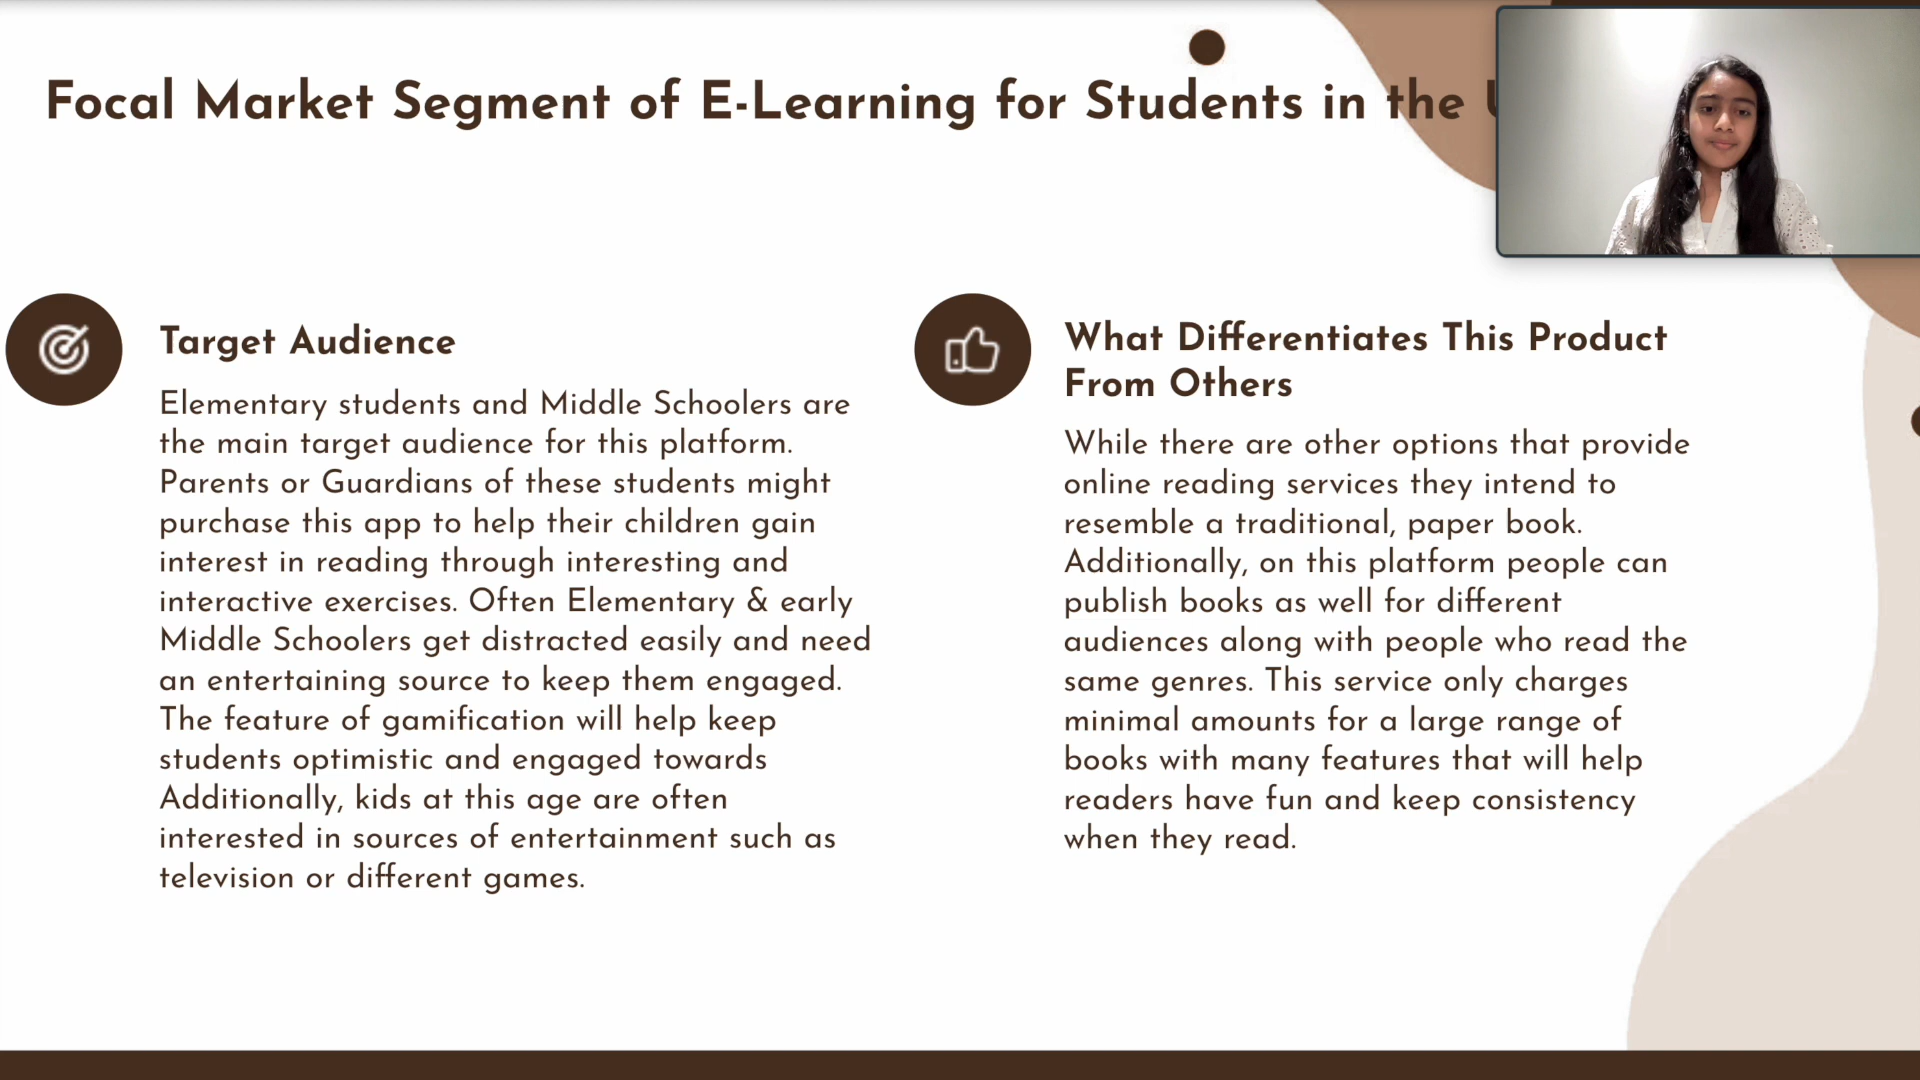 Focal Market Segment of E-Learning for Students in the
Target Audience
Elementary students and Middle Schoolers are
the main target audience for this platform.
Parents or Guardians of these students might
purchase this app to help their children gain
interest in reading through interesting and
interactive exercises. Often Elementary & early
Middle Schoolers get distracted easily and need
an entertaining source to keep them engaged.
The feature of gamification will help keep
students optimistic and engaged towards
Additionally, kids at this age are often
interested in sources of entertainment such as
television or different games.
What Differentiates This Product
From Others
While there are other options that provide
online reading services they intend to
resemble a traditional, paper book.
Additionally, on this platform people can
publish books as well for different
audiences along with people who read the
same genres. This service only charges
minimal amounts for a large range of
books with many features that will help
readers have fun and keep consistency
when they read.